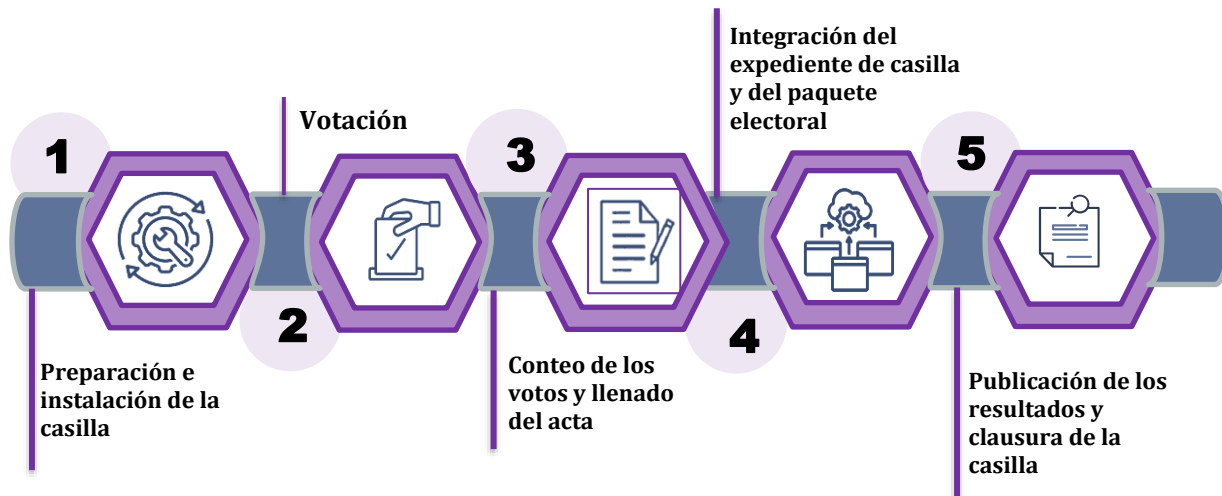 1
Preparación e
instalación de la
casilla
2
Votación
3
Conteo de los
votos y llenado
del acta
4
Integración del
expediente de casilla
y del paquete
electoral
5
Publicación de los
resultados y
clausura de la
casilla